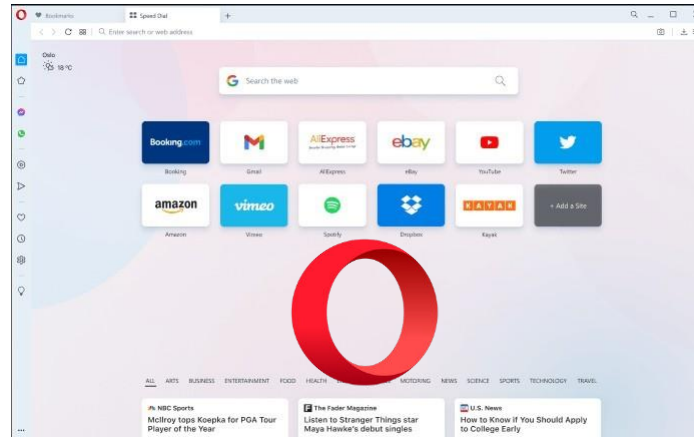 Bookmarks
Speed Dial
Enter search or web address
Oslo
18 °C
Search the web
Booking.com
M
AliExpress
ebay
Booking
Gmail
AliExpress
eBay
YouTube
Twitter
amazon
vimeo
KAYAK
+ Add a Site
Amazon
Vimeo
Spotify
Dropbox
Kayak
ALL ARTS BUSINESS ENTERTAINMENT FOOD HEALTH MOTORING NEWS SCIENCE SPORTS TECHNOLOGY TRAVEL
NBC Sports
McIlroy tops Koepka for PGA Tour
Player of the Year
The Fader Magazine
Listen to Stranger Things star
Maya Hawke's debut singles
U.S. News
How to Know if You Should Apply
to College Early